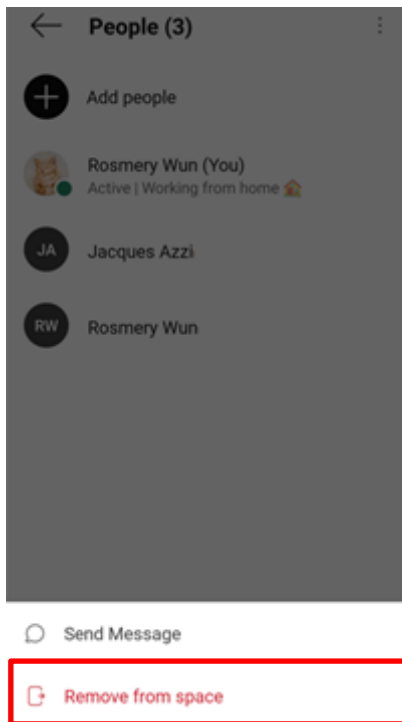 People (3)
Add people
Rosmery Wun (You)
Active | Working from home 🏠
JA
Jacques Azzi
RW
Rosmery Wun
Send Message
Remove from space